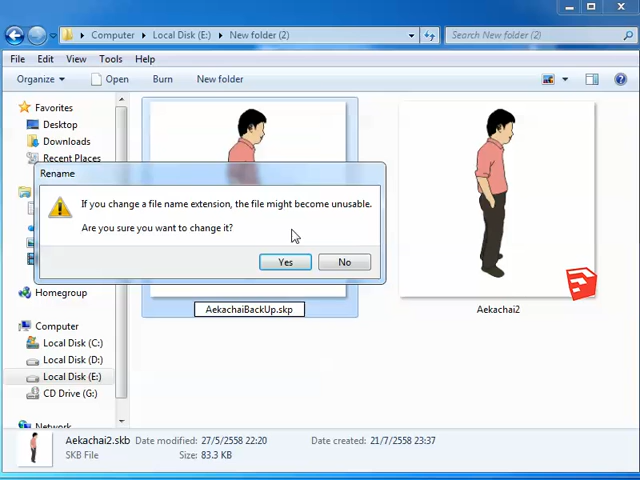 Computer Local Disk (E:) New folder (2)
Search New folder (2)
File Edit View Tools Help
Organize Open Burn New folder
Favorites
Desktop
Downloads
Recent Places
Rename
If you change a file name extension, the file might become unusable.
Are you sure you want to change it?
Yes No
Homegroup
AekachaiBackUp.skp
Aekachai2
Computer
Local Disk (C:)
Local Disk (D:)
Local Disk (E:)
CD Drive (G:)
Network
Aekachai2.skb Date modified: 27/5/2558 22:20 Date created: 21/7/2558 23:37
SKB File Size: 83.3 KB